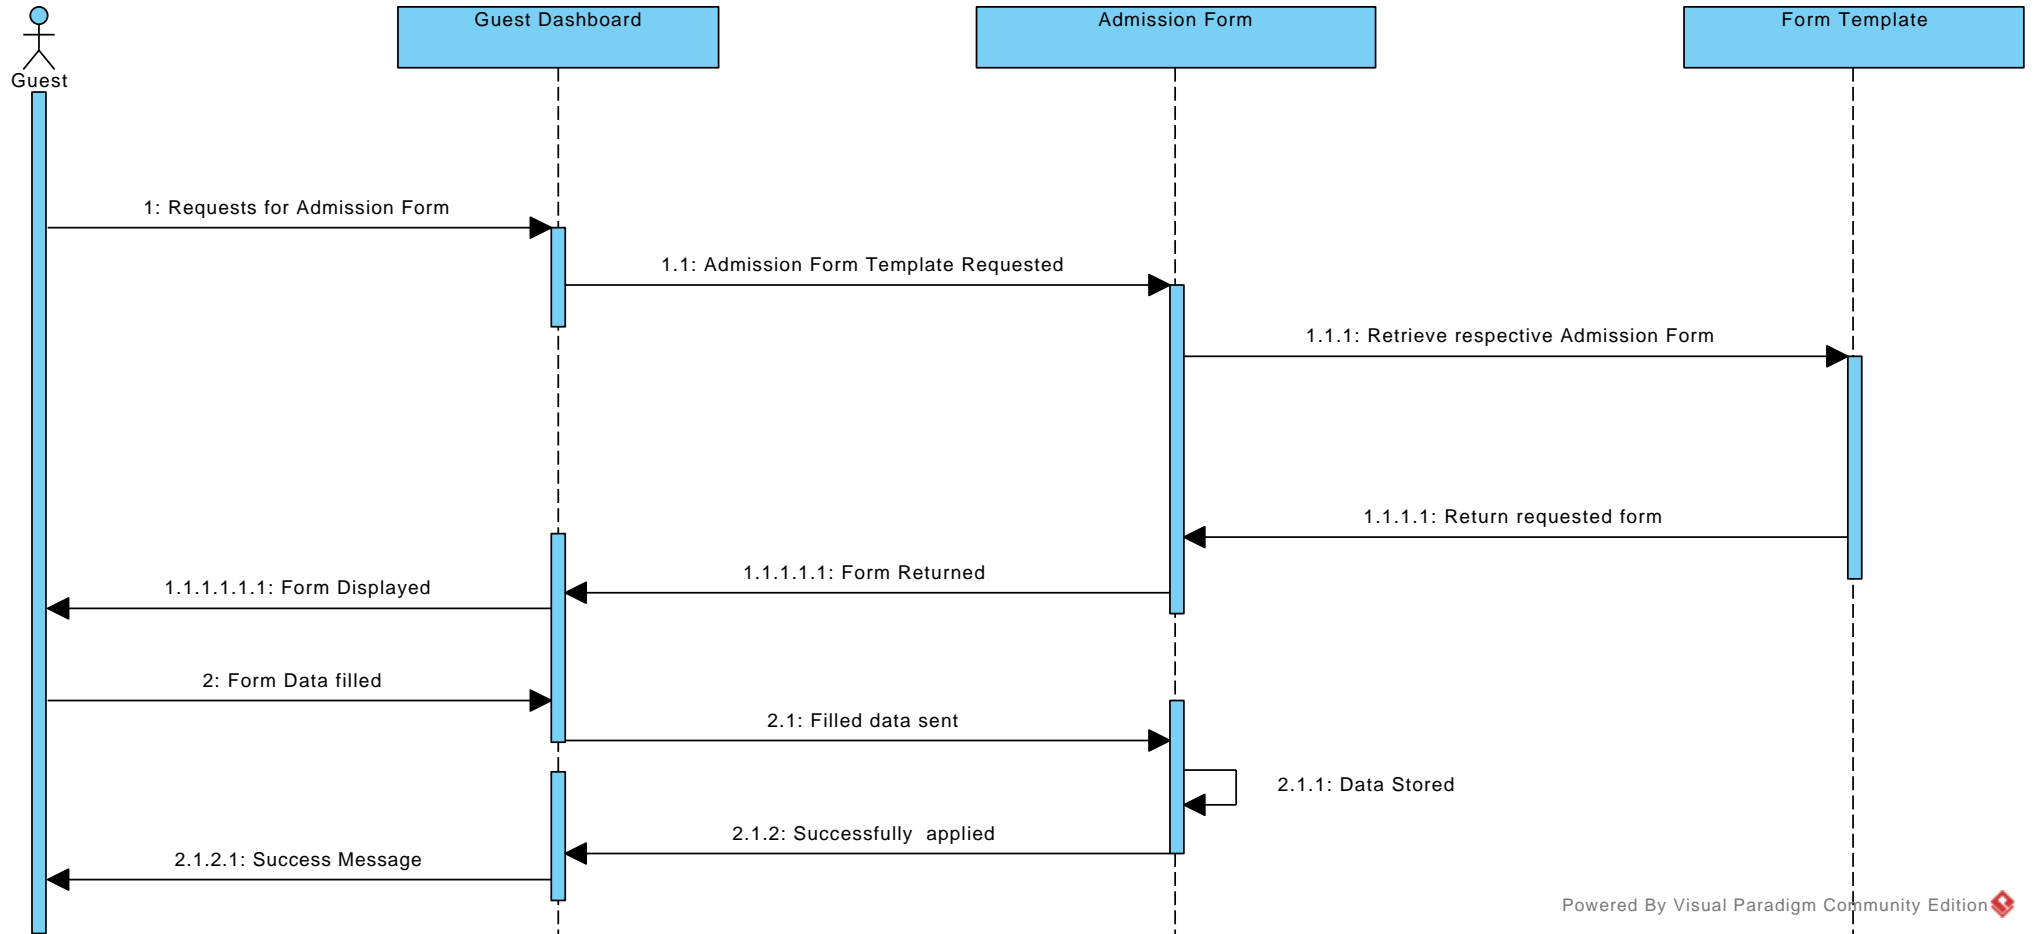 Guest Dashboard
Admission Form
Form Template
Guest
1: Requests for Admission Form
1.1: Admission Form Template Requested
1.1.1: Retrieve respective Admission Form
1.1.1.1: Return requested form
1.1.1.1.1: Form Returned
1.1.1.1.1.1: Form Displayed
2: Form Data filled
2.1: Filled data sent
2.1.1: Data Stored
2.1.2: Successfully  applied
2.1.2.1: Success Message
Powered By Visual Paradigm Community Edition